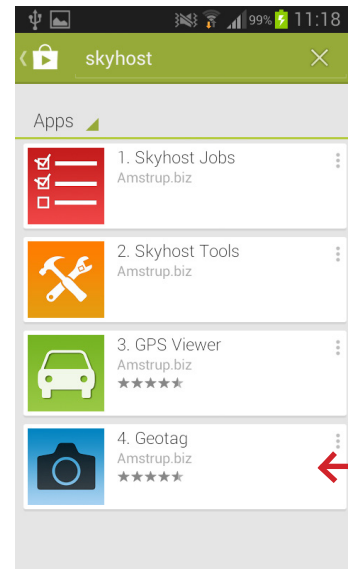 99% 11:18
skyhost
Apps
1. Skyhost Jobs
Amstrup.biz
2. Skyhost Tools
Amstrup.biz
3. GPS Viewer
Amstrup.biz
4. Geotag
Amstrup.biz